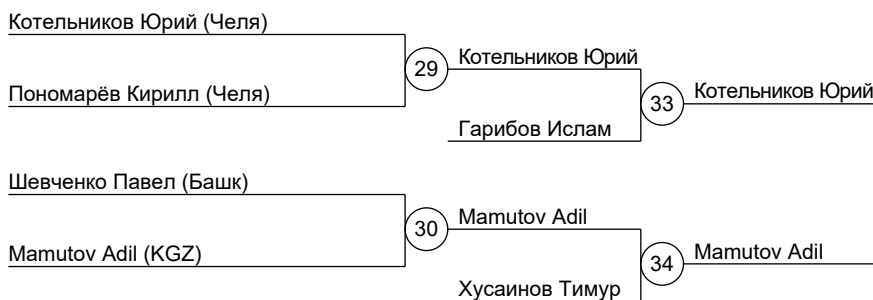 Котельников Юрий (Челя)
29
Котельников Юрий
Пономарёв Кирилл (Челя)
33
Котельников Юрий
Гарибов Ислам
Шевченко Павел (Башк)
30
Mamutov Adil
Mamutov Adil (KGZ)
34
Mamutov Adil
Хусаинов Тимур